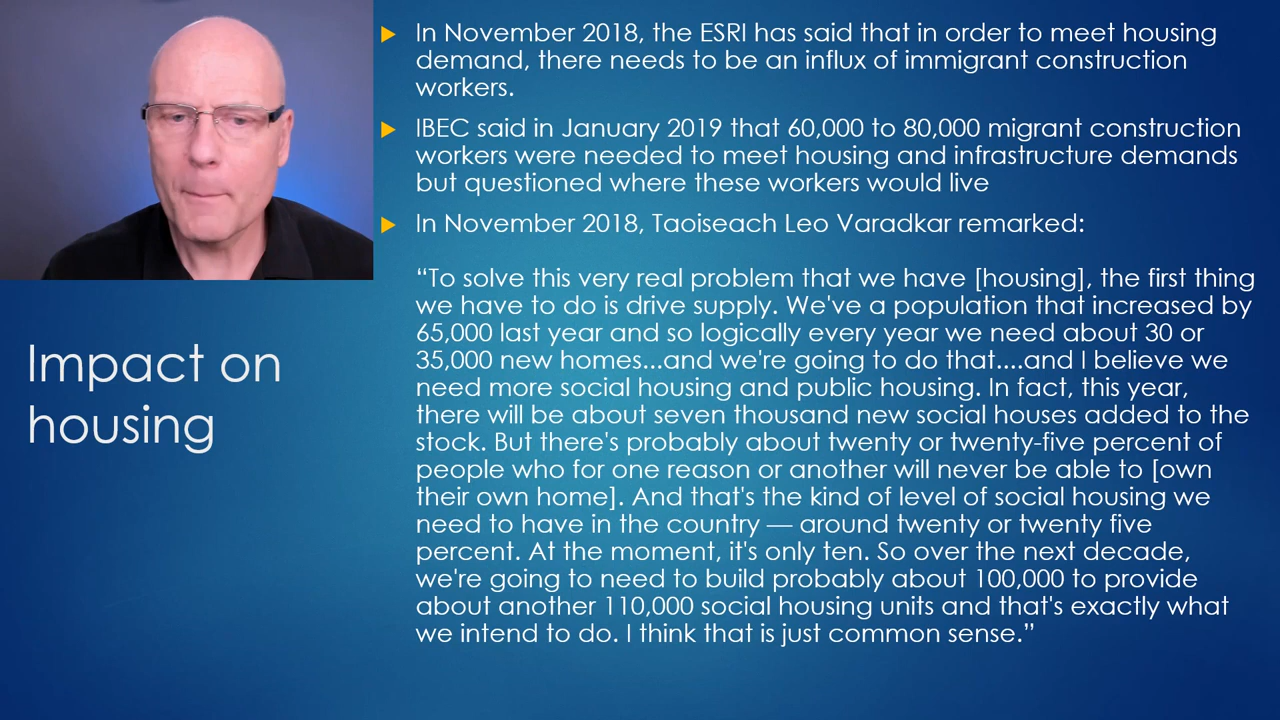 In November 2018, the ESRI has said that in order to meet housing
demand, there needs to be an influx of immigrant construction
workers.
IBEC said in January 2019 that 60,000 to 80,000 migrant construction
workers were needed to meet housing and infrastructure demands
but questioned where these workers would live
In November 2018, Taoiseach Leo Varadkar remarked:
“To solve this very real problem that we have [housing], the first thing
we have to do is drive supply. We've a population that increased by
65,000 last year and so logically every year we need about 30 or
35,000 new homes...and we're going to do that....and I believe we
need more social housing and public housing. In fact, this year,
there will be about seven thousand new social houses added to the
stock. But there's probably about twenty or twenty-five percent of
people who for one reason or another will never be able to [own
their own home]. And that's the kind of level of social housing we
need to have in the country — around twenty or twenty five
percent. At the moment, it's only ten. So over the next decade,
we're going to need to build probably about 100,000 to provide
about another 110,000 social housing units and that's exactly what
we intend to do. I think that is just common sense.”
Impact on
housing